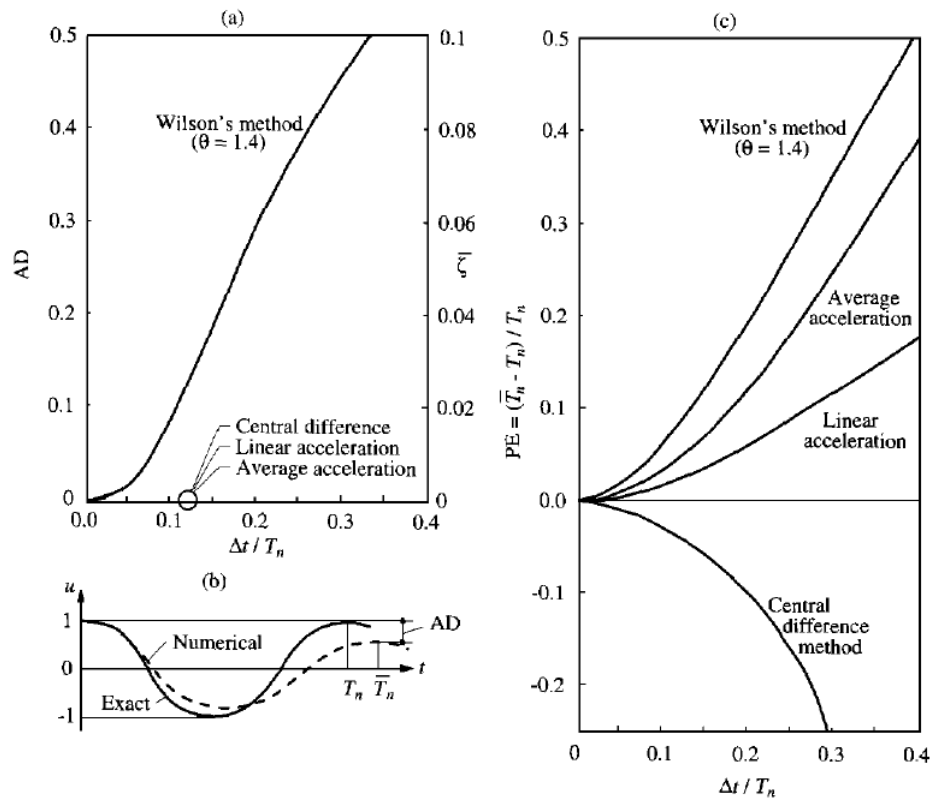 (a)
0.5
0.4
0.3
0.2
0.1
0
AD
0.1
0.08
0.06
0.04
0.02
0
ζ̅
Wilson's method
(θ = 1.4)
Central difference
Linear acceleration
Average acceleration
0.0
0.1
0.2
0.3
0.4
Δt / Tₙ
(b)
u
1
0
-1
Numerical
Exact
AD
t
Tₙ
T̅ₙ
(c)
0.5
0.4
0.3
0.2
0.1
0.0
-0.1
-0.2
PE = (T̅ₙ - Tₙ) / Tₙ
Wilson's method
(θ = 1.4)
Average
acceleration
Linear
acceleration
Central
difference
method
0
0.1
0.2
0.3
0.4
Δt / Tₙ